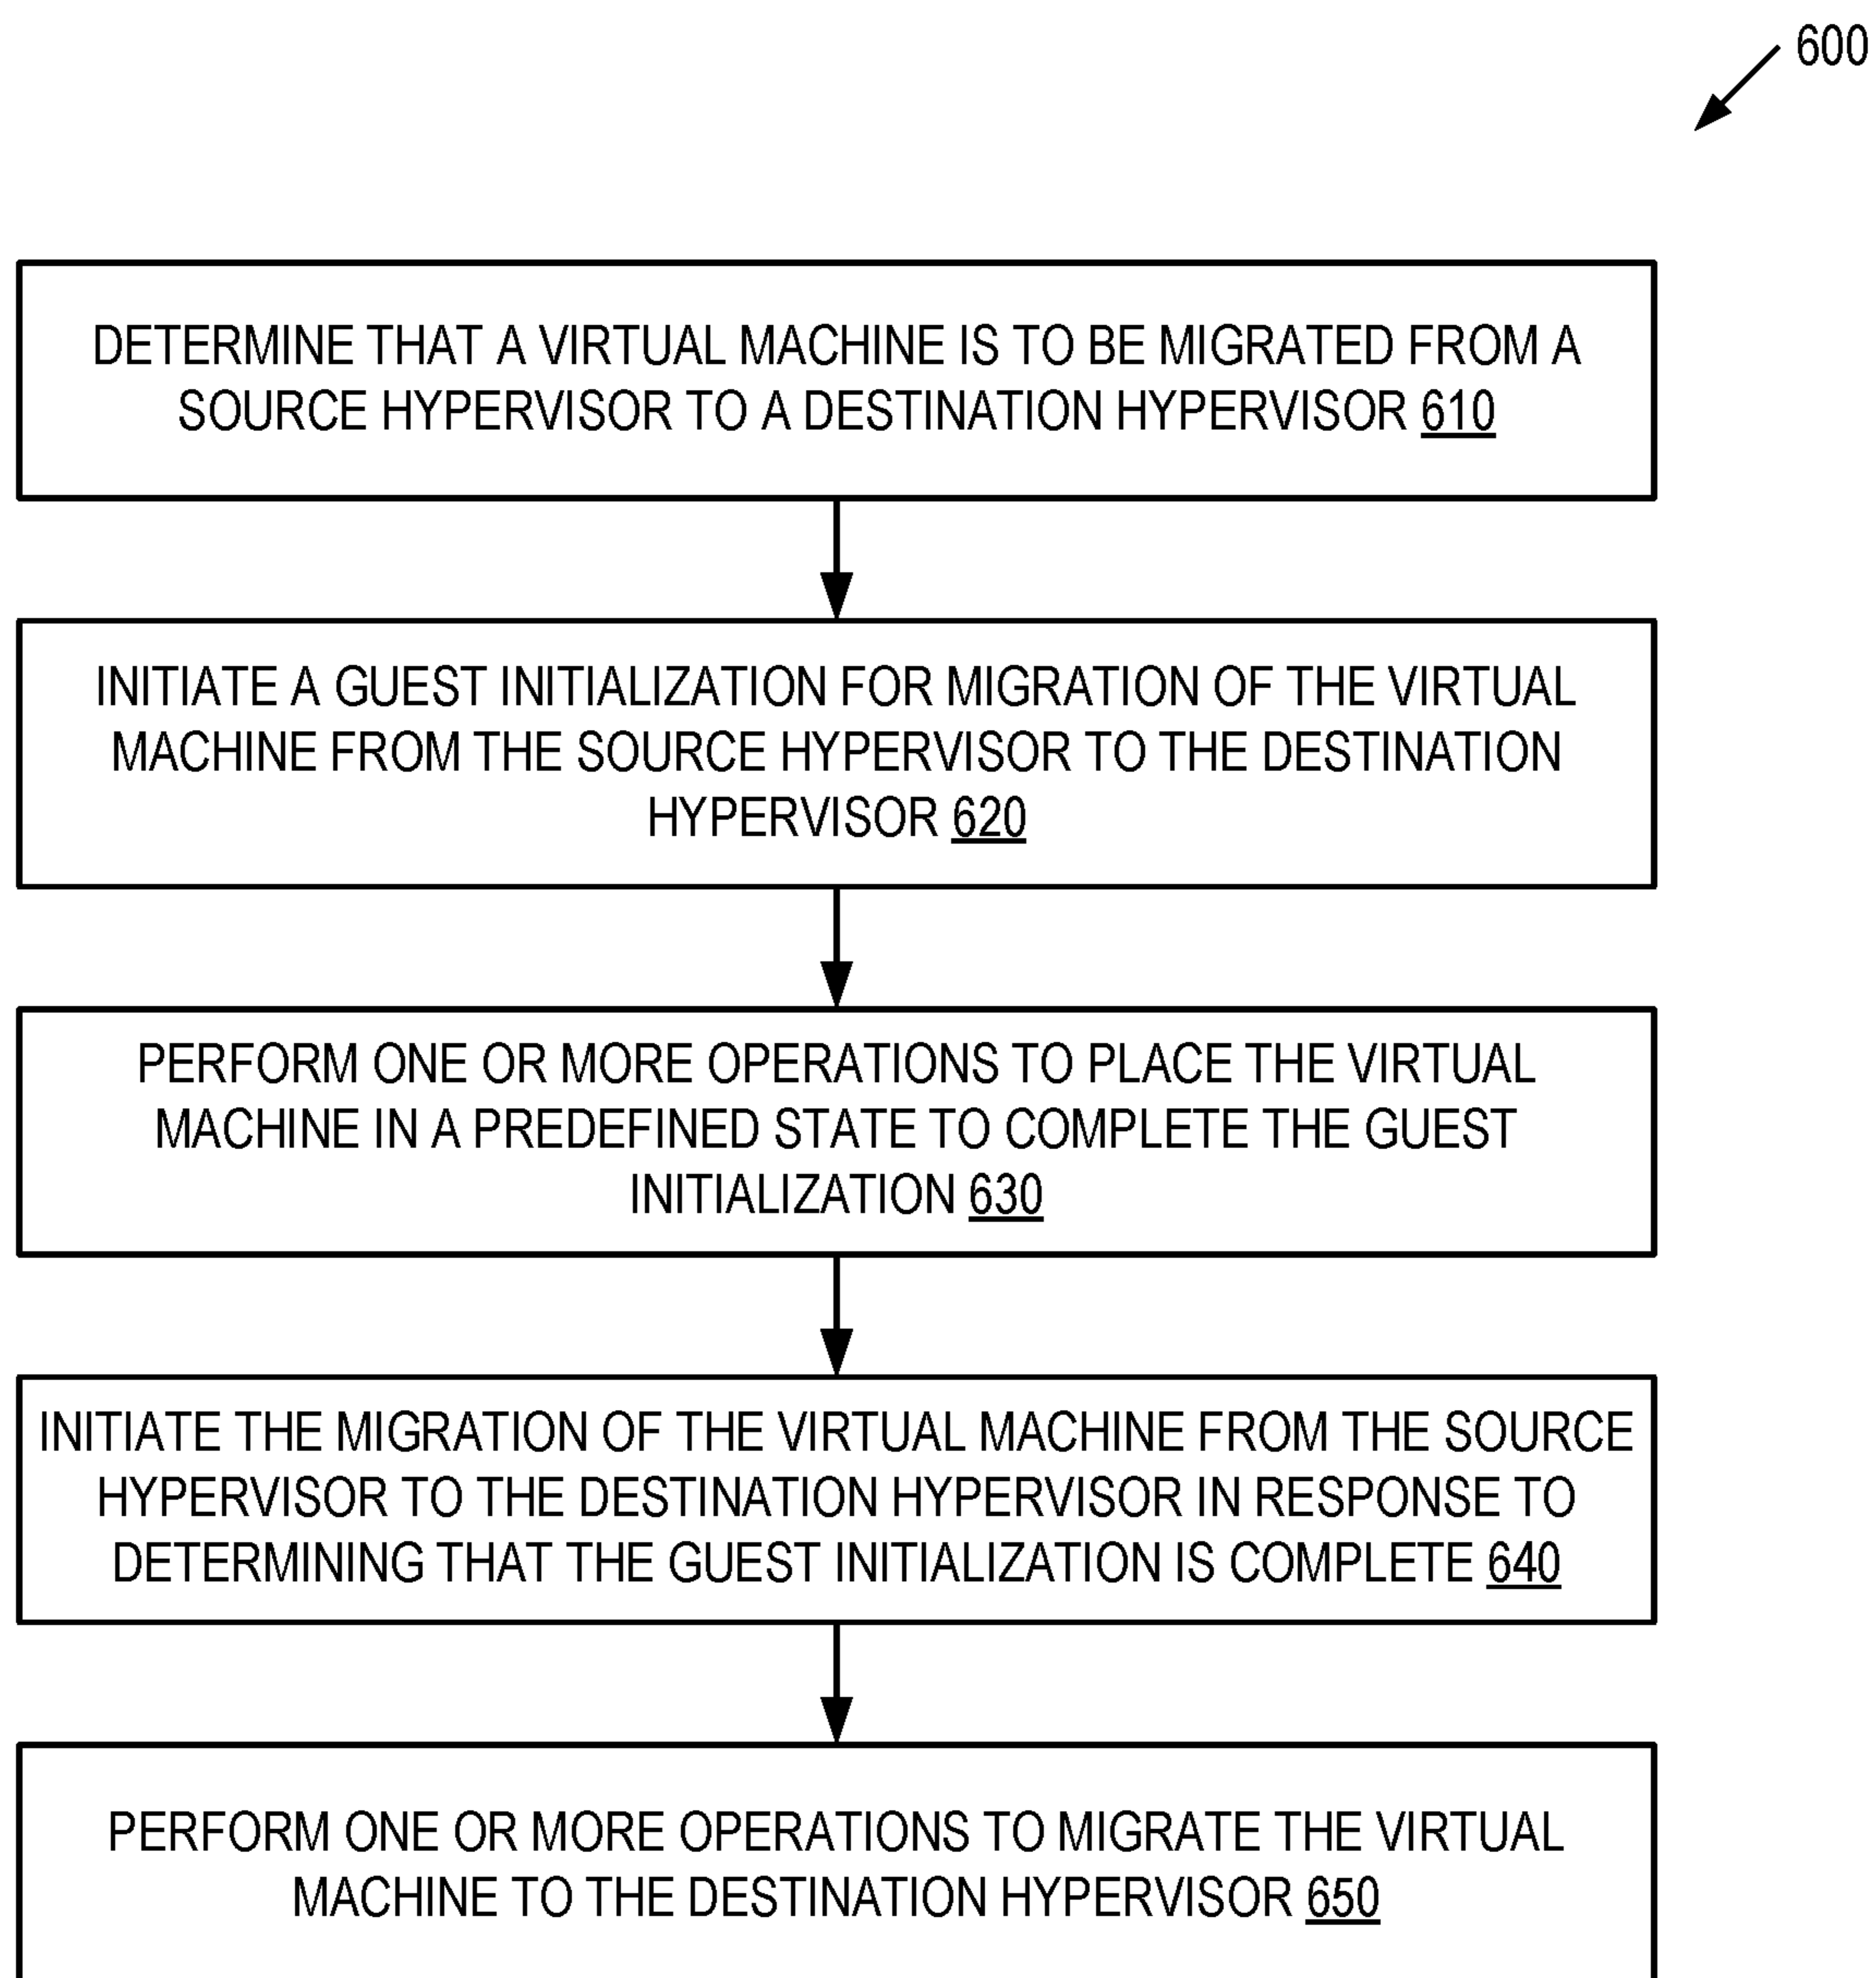 600
DETERMINE THAT A VIRTUAL MACHINE IS TO BE MIGRATED FROM A
SOURCE HYPERVISOR TO A DESTINATION HYPERVISOR 610
INITIATE A GUEST INITIALIZATION FOR MIGRATION OF THE VIRTUAL
MACHINE FROM THE SOURCE HYPERVISOR TO THE DESTINATION
HYPERVISOR 620
PERFORM ONE OR MORE OPERATIONS TO PLACE THE VIRTUAL
MACHINE IN A PREDEFINED STATE TO COMPLETE THE GUEST
INITIALIZATION 630
INITIATE THE MIGRATION OF THE VIRTUAL MACHINE FROM THE SOURCE
HYPERVISOR TO THE DESTINATION HYPERVISOR IN RESPONSE TO
DETERMINING THAT THE GUEST INITIALIZATION IS COMPLETE 640
PERFORM ONE OR MORE OPERATIONS TO MIGRATE THE VIRTUAL
MACHINE TO THE DESTINATION HYPERVISOR 650